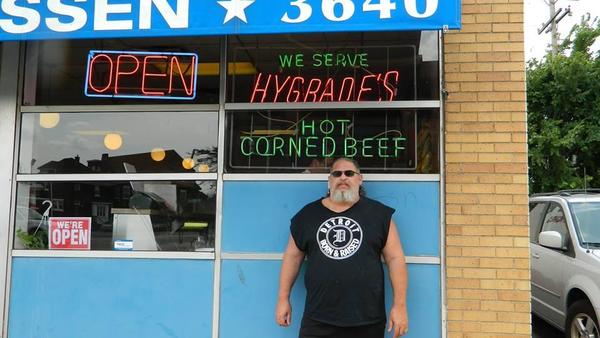 SSEN ★ 3640
OPEN
WE SERVE
HYGRADE'S
HOT
CORNED BEEF
WE'RE
OPEN
DETROIT
D
BORN & RAISED